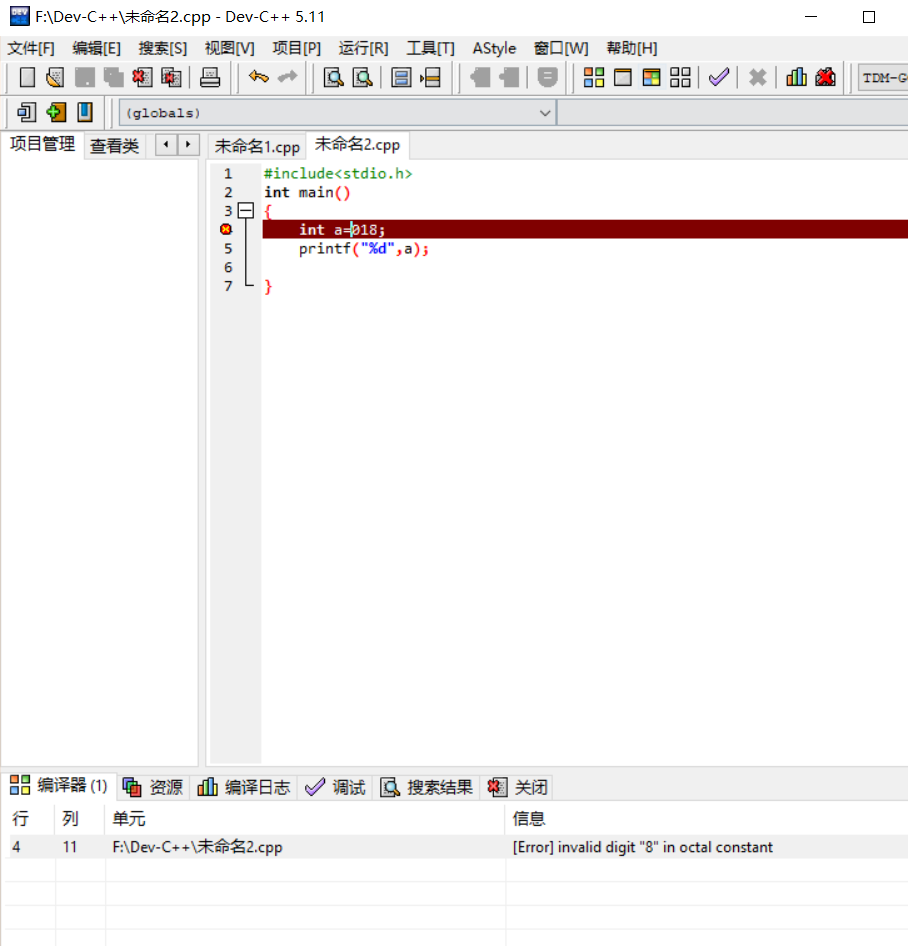 F:\Dev-C++\未命名2.cpp - Dev-C++ 5.11
文件[F] 编辑[E] 搜索[S] 视图[V] 项目[P] 运行[R] 工具[T] AStyle 窗口[W] 帮助[H]
(globals)
项目管理 查看类 未命名1.cpp 未命名2.cpp
1 #include<stdio.h>
2 int main()
3 {
int a=018;
5 printf("%d",a);
6
7 }
编译器 (1) 资源 编译日志 调试 搜索结果 关闭
行 列 单元 信息
4 11 F:\Dev-C++\未命名2.cpp [Error] invalid digit "8" in octal constant